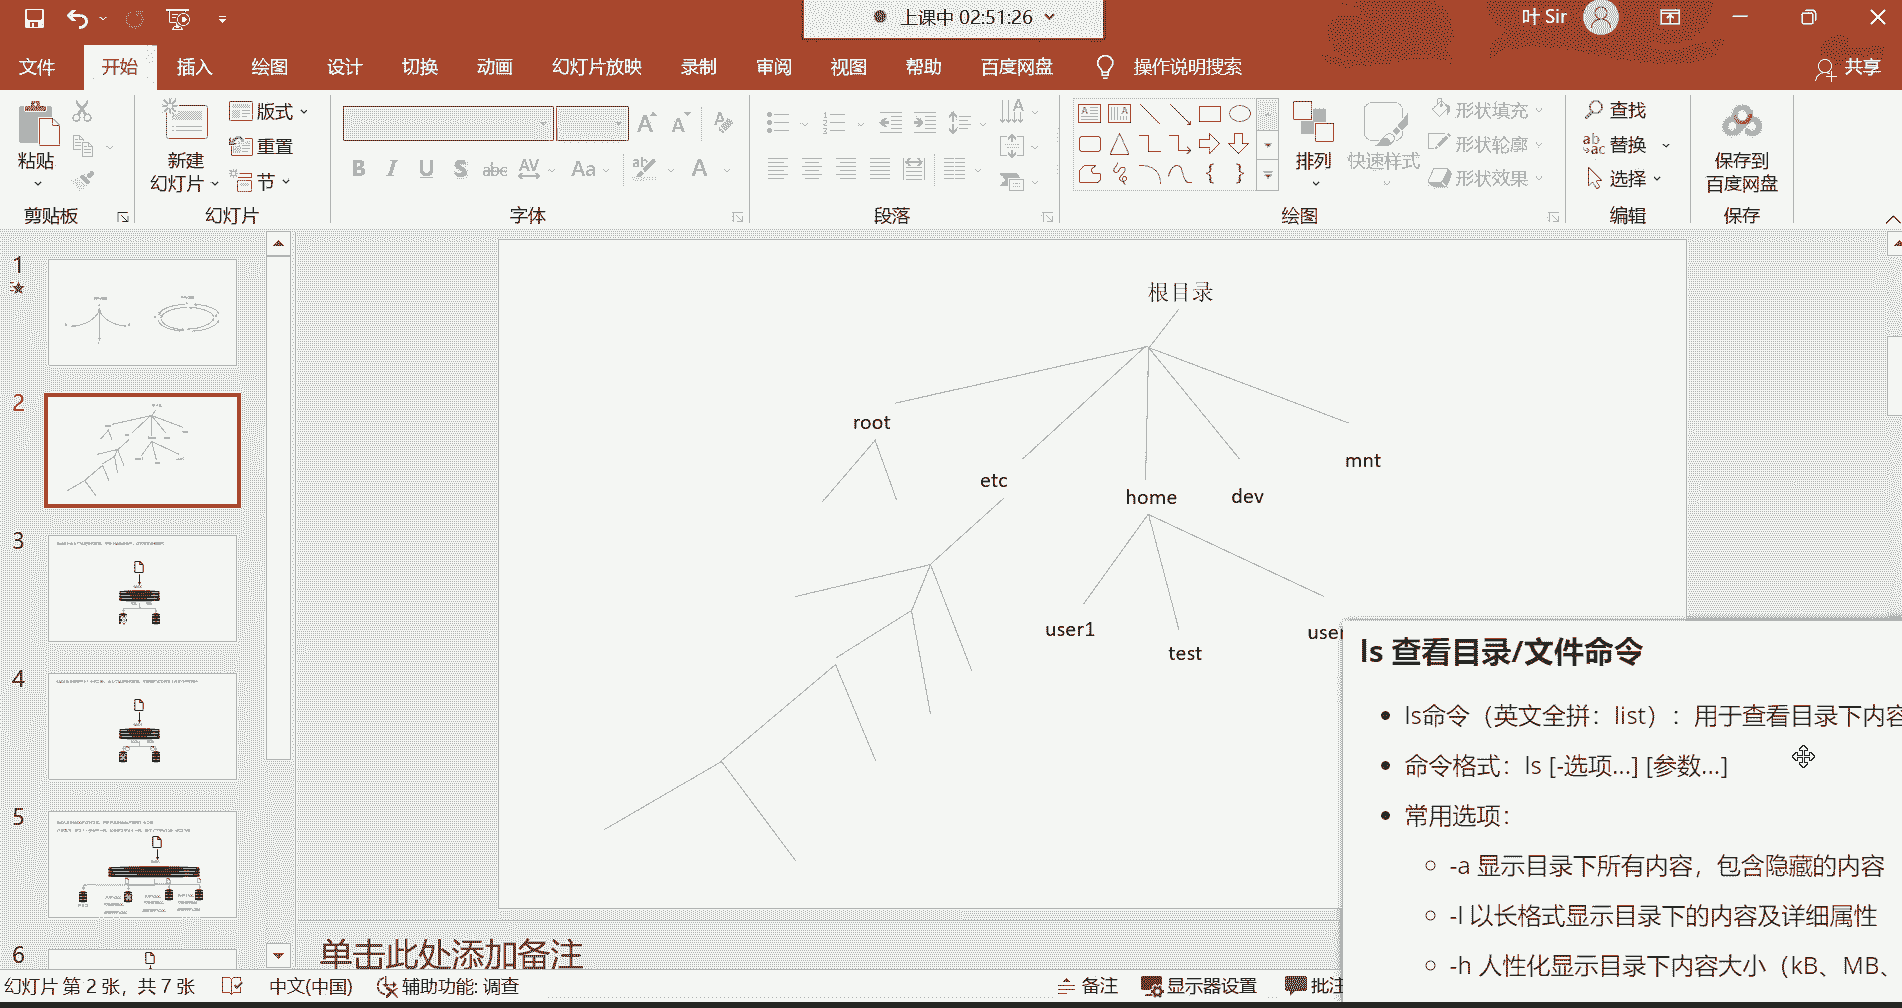 上课中 02:51:26
叶 Sir
文件 开始 插入 绘图 设计 切换 动画 幻灯片放映 录制 审阅 视图 帮助 百度网盘 操作说明搜索 共享
粘贴
剪贴板
新建
幻灯片
版式
重置
节
幻灯片
B I U S abc AV Aa A
字体
段落
排列
快速样式
形状填充
形状轮廓
形状效果
绘图
查找
替换
选择
编辑
保存到
百度网盘
保存
1
2
3
4
5
6
根目录
root
etc
home
dev
mnt
user1
test
user
ls 查看目录/文件命令
ls命令（英文全拼：list）：用于查看目录下内容
命令格式：ls [-选项...] [参数...]
常用选项：
-a 显示目录下所有内容，包含隐藏的内容
-l 以长格式显示目录下的内容及详细属性
-h 人性化显示目录下内容大小（kB、MB、
单击此处添加备注
幻灯片 第 2 张，共 7 张 中文(中国) 辅助功能: 调查 备注 显示器设置 批注